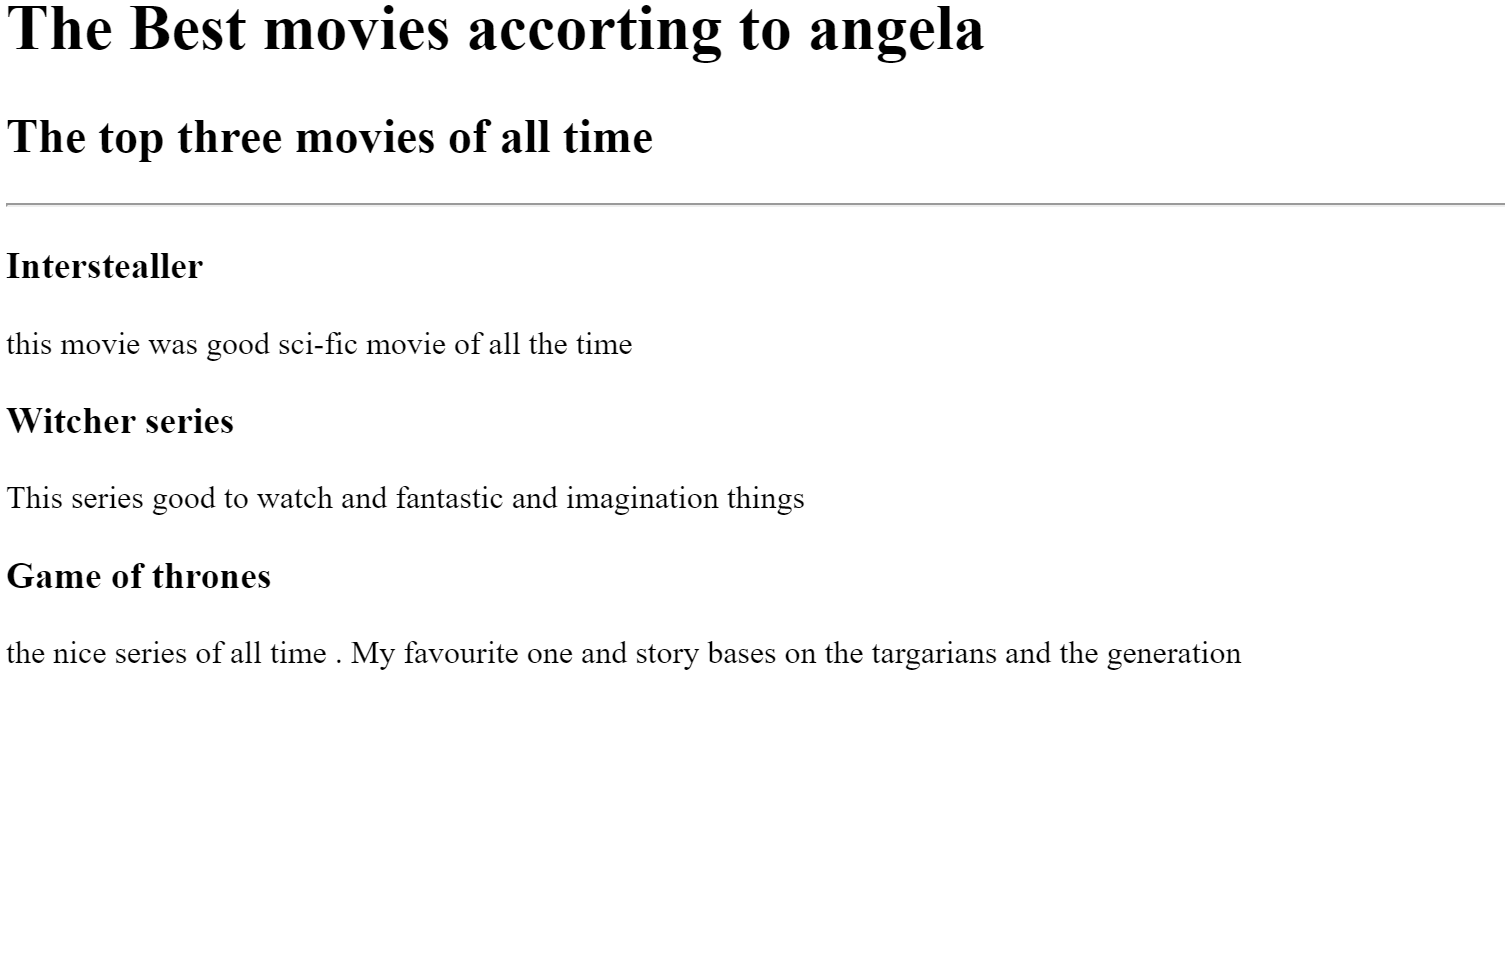 The Best movies accorting to angela
The top three movies of all time
Interstealler
this movie was good sci-fic movie of all the time
Witcher series
This series good to watch and fantastic and imagination things
Game of thrones
the nice series of all time . My favourite one and story bases on the targarians and the generation